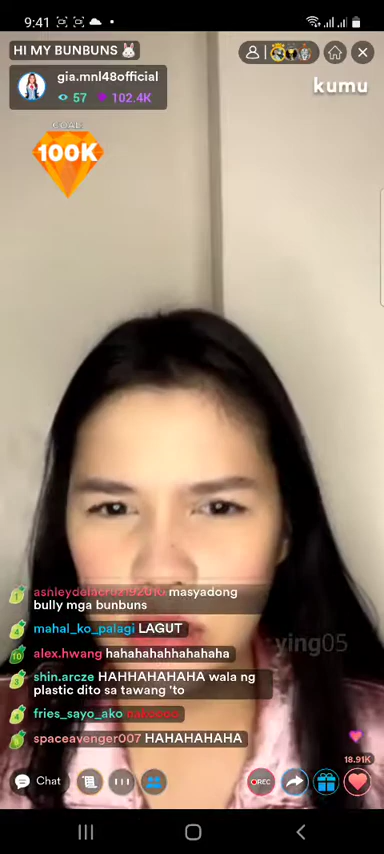 9:41
HI MY BUNBUNS 🐰
gia.mnl48official
57 102.4K
kumu
GOAL:
100K
ashleydelacruz192016 masyadong
bully mga bunbuns
mahal_ko_palagi LAGUT
ying05
alex.hwang hahahahahhahahaha
shin.arcze HAHHAHAHAHA wala ng
plastic dito sa tawang 'to
fries_sayo_ako
spaceavenger007 HAHAHAHAHA
18.91K
Chat
REC